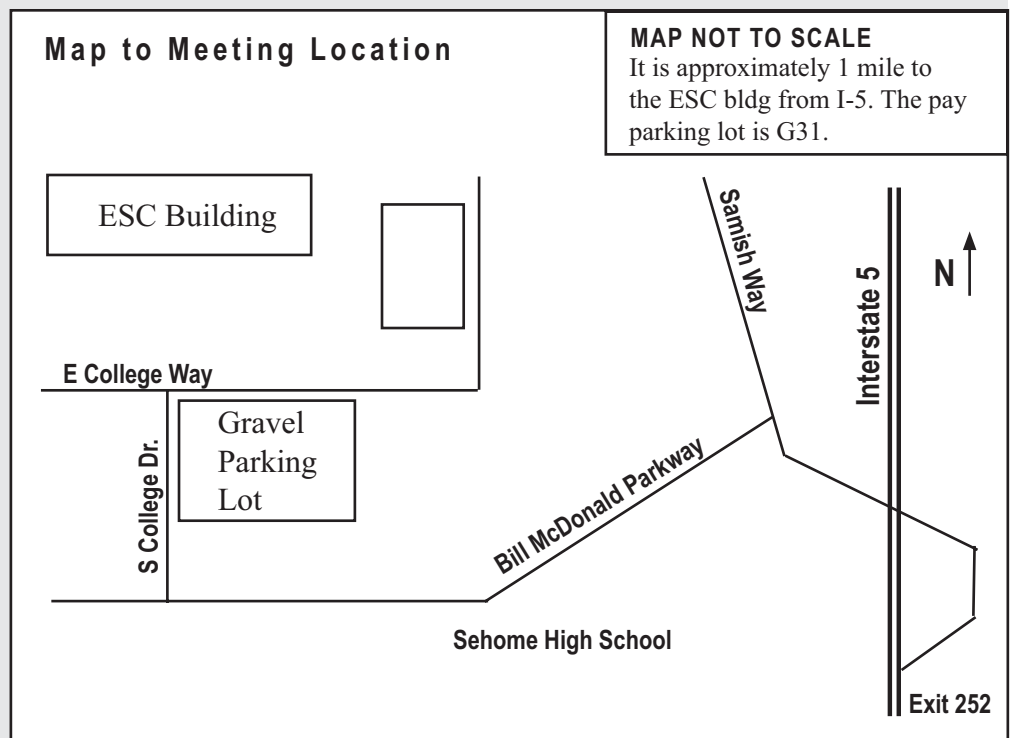 Map to Meeting Location
MAP NOT TO SCALE
It is approximately 1 mile to
the ESC bldg from I-5. The pay
parking lot is G31.
ESC Building
Samish Way
Interstate 5
N
E College Way
Gravel
Parking
Lot
S College Dr.
Bill McDonald Parkway
Sehome High School
Exit 252